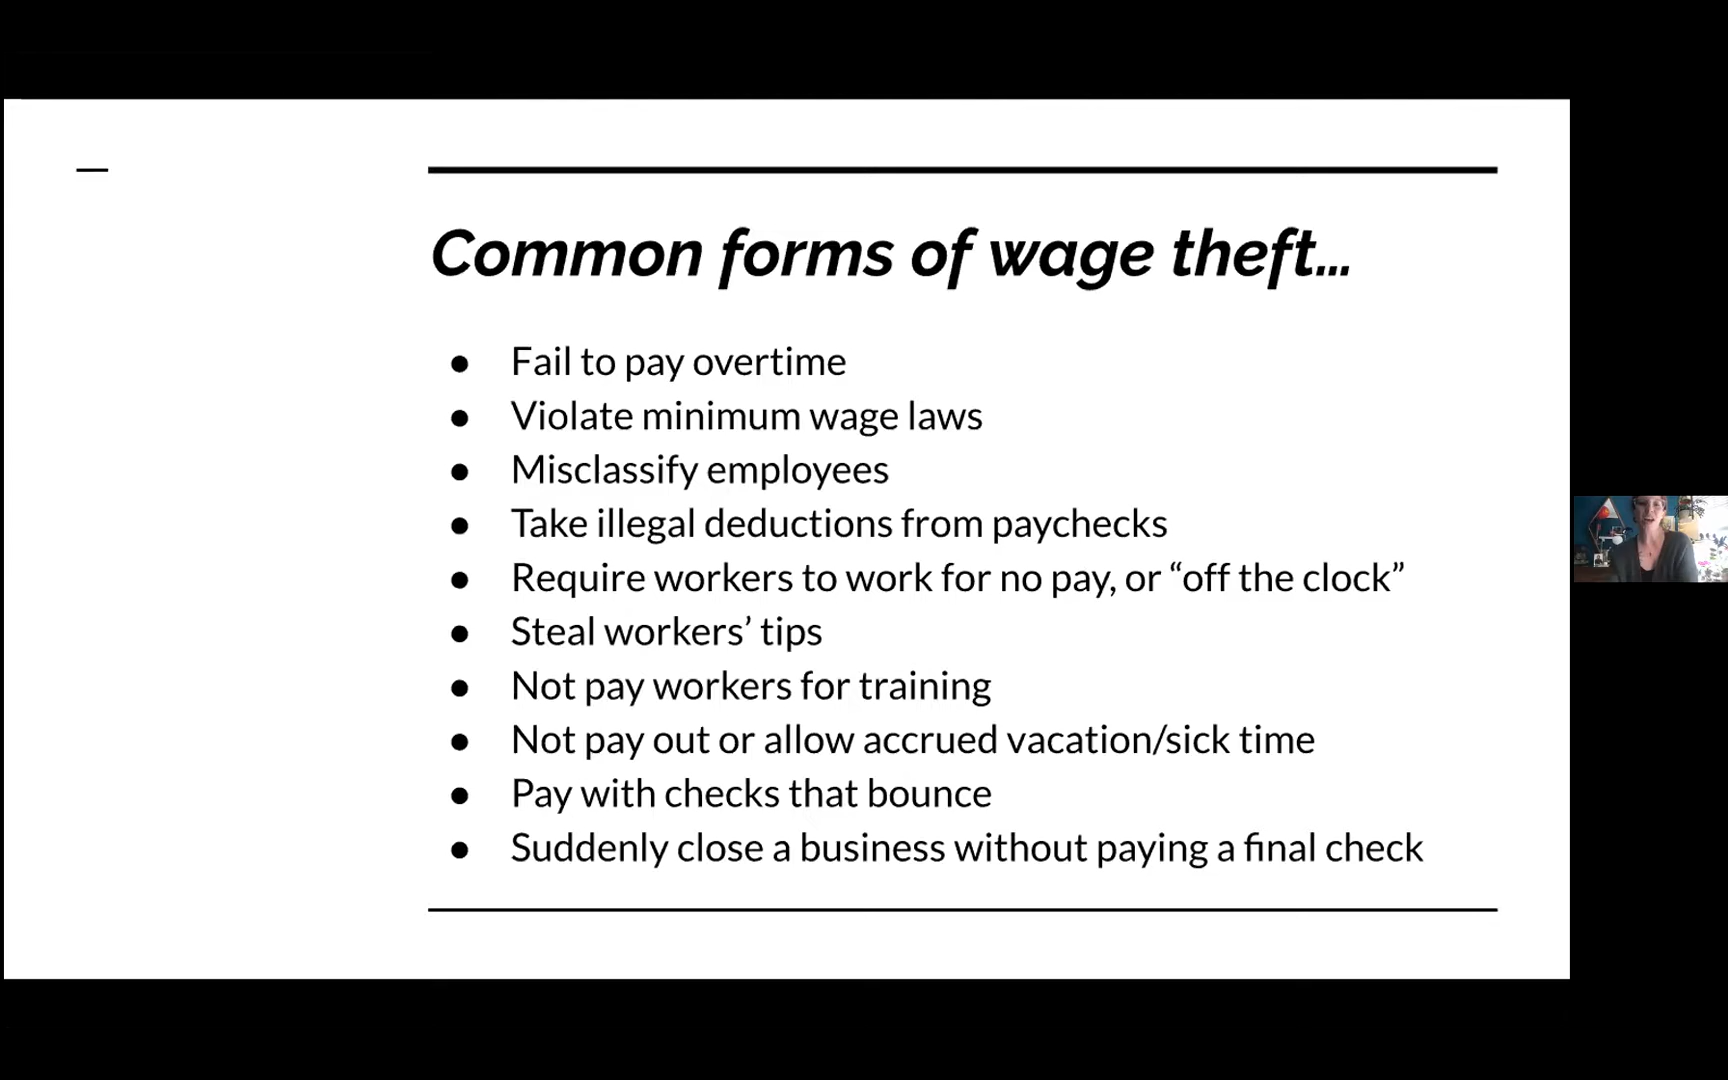 Common forms of wage theft...
● Fail to pay overtime
● Violate minimum wage laws
● Misclassify employees
● Take illegal deductions from paychecks
● Require workers to work for no pay, or “off the clock”
● Steal workers’ tips
● Not pay workers for training
● Not pay out or allow accrued vacation/sick time
● Pay with checks that bounce
● Suddenly close a business without paying a final check